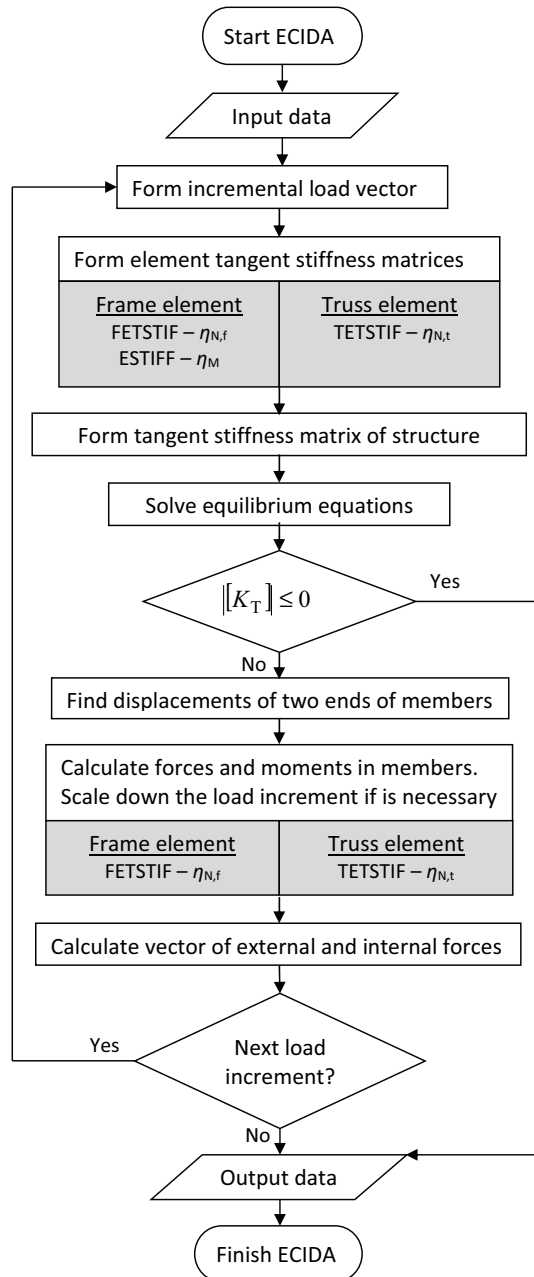 Start ECIDA
Input data
Form incremental load vector
Form element tangent stiffness matrices
Frame element
FETSTIF – ηN,f
ESTIFF – ηM
Truss element
TETSTIF – ηN,t
Form tangent stiffness matrix of structure
Solve equilibrium equations
|[KT]| ≤ 0
Yes
No
Find displacements of two ends of members
Calculate forces and moments in members.
Scale down the load increment if is necessary
Frame element
FETSTIF – ηN,f
Truss element
TETSTIF – ηN,t
Calculate vector of external and internal forces
Yes
Next load
increment?
No
Output data
Finish ECIDA